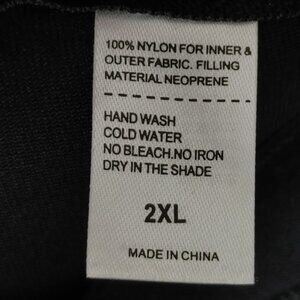 100% NYLON FOR INNER &
OUTER FABRIC. FILLING
MATERIAL NEOPRENE
HAND WASH
COLD WATER
NO BLEACH.NO IRON
DRY IN THE SHADE
2XL
MADE IN CHINA